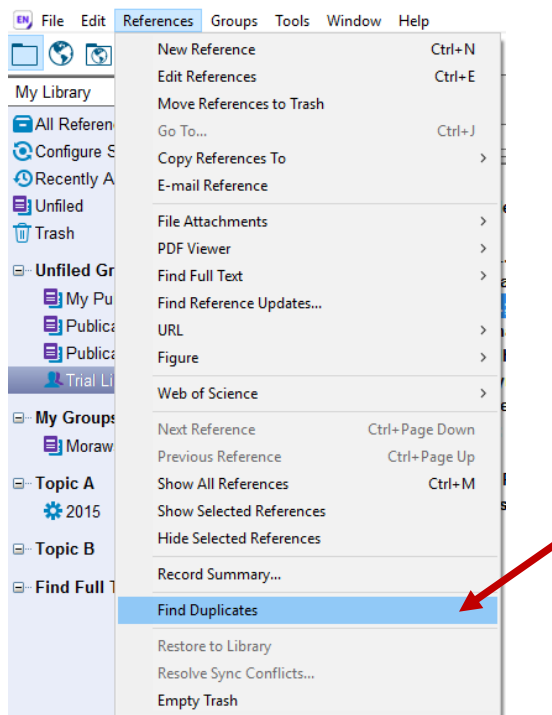 EN File Edit References Groups Tools Window Help
My Library
All Referen
Configure S
Recently A
Unfiled
Trash
Unfiled Gr
My Pu
Publica
Publica
Trial Li
My Groups
Moraw
Topic A
2015
Topic B
Find Full T
New Reference Ctrl+N
Edit References Ctrl+E
Move References to Trash
Go To... Ctrl+J
Copy References To >
E-mail Reference
File Attachments >
PDF Viewer >
Find Full Text >
Find Reference Updates...
URL >
Figure >
Web of Science >
Next Reference Ctrl+Page Down
Previous Reference Ctrl+Page Up
Show All References Ctrl+M
Show Selected References
Hide Selected References
Record Summary...
Find Duplicates
Restore to Library
Resolve Sync Conflicts...
Empty Trash